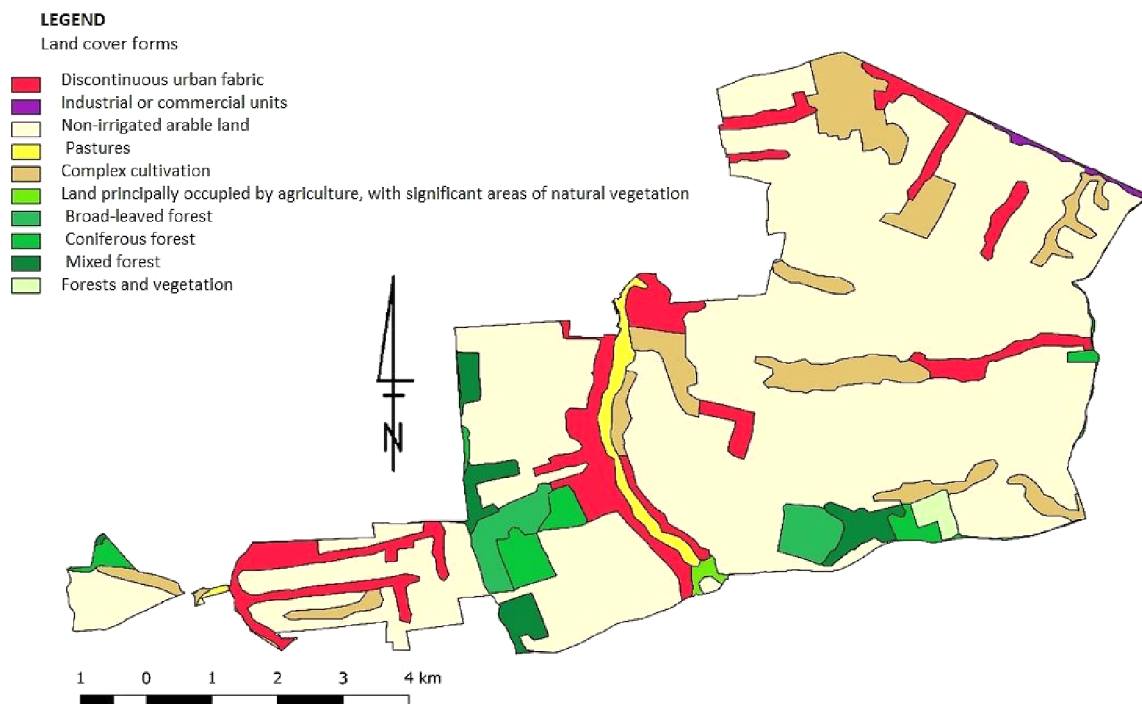 LEGEND
Land cover forms
Discontinuous urban fabric
Industrial or commercial units
Non-irrigated arable land
Pastures
Complex cultivation
Land principally occupied by agriculture, with significant areas of natural vegetation
Broad-leaved forest
Coniferous forest
Mixed forest
Forests and vegetation
N
1 0 1 2 3 4 km